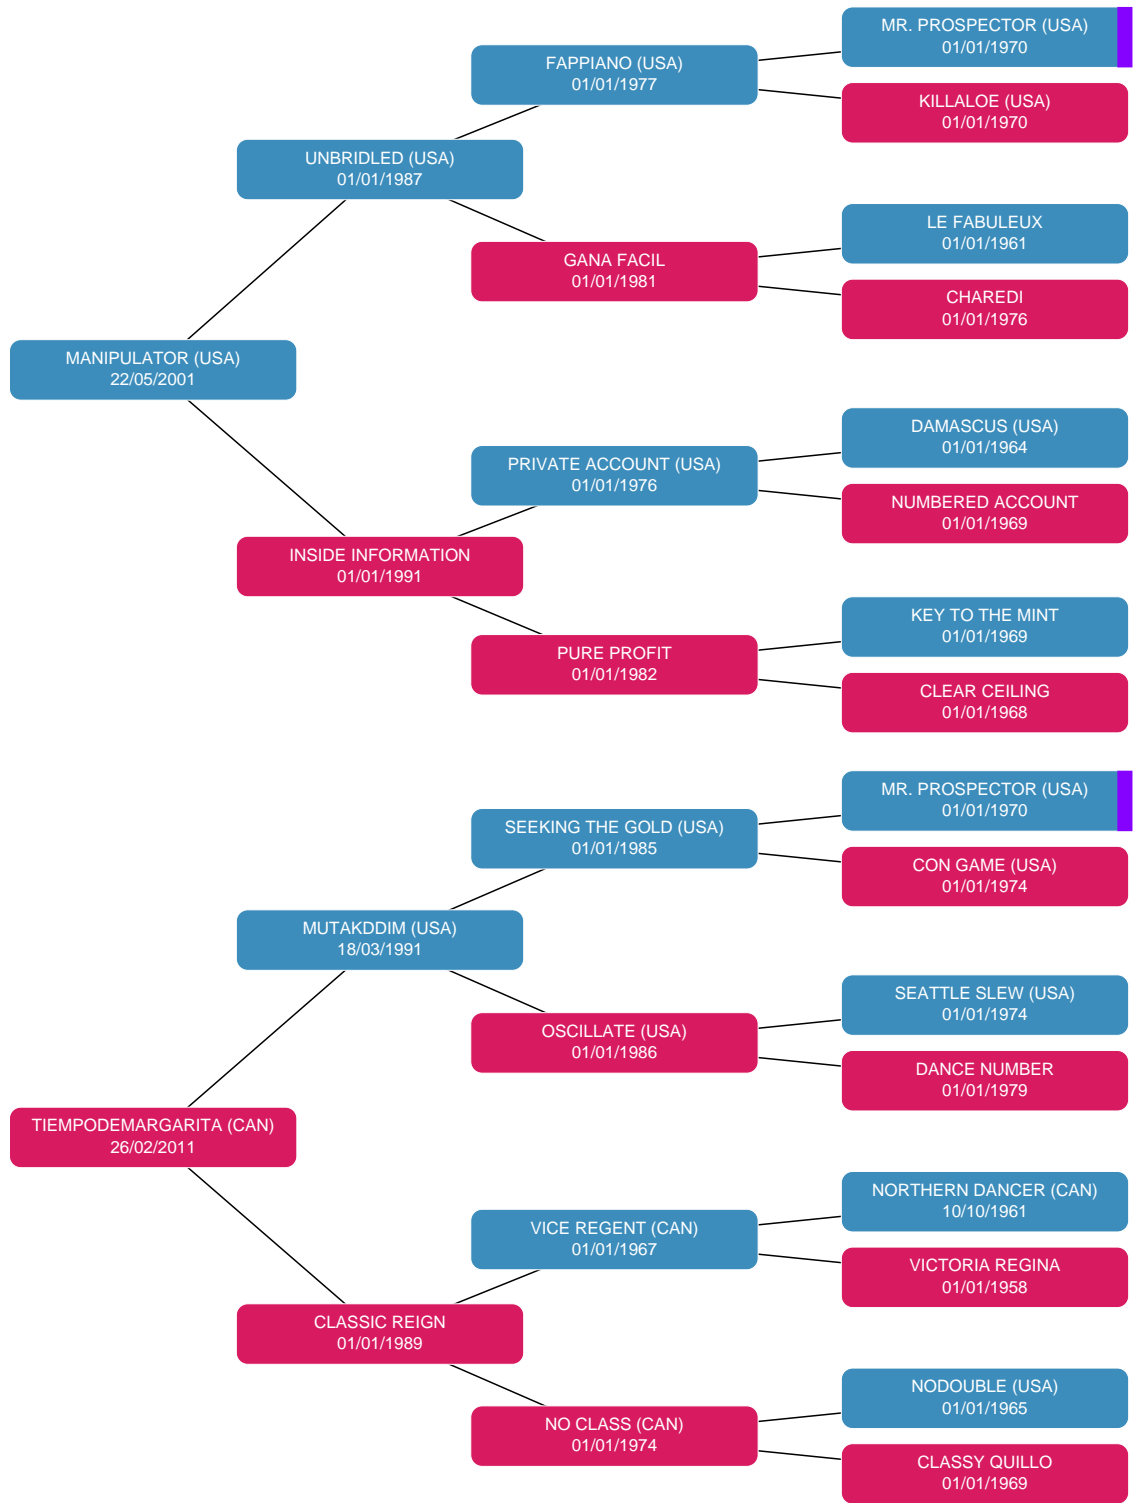 MR. PROSPECTOR (USA)
01/01/1970
FAPPIANO (USA)
01/01/1977
KILLALOE (USA)
01/01/1970
UNBRIDLED (USA)
01/01/1987
LE FABULEUX
01/01/1961
GANA FACIL
01/01/1981
CHAREDI
01/01/1976
MANIPULATOR (USA)
22/05/2001
DAMASCUS (USA)
01/01/1964
PRIVATE ACCOUNT (USA)
01/01/1976
NUMBERED ACCOUNT
01/01/1969
INSIDE INFORMATION
01/01/1991
KEY TO THE MINT
01/01/1969
PURE PROFIT
01/01/1982
CLEAR CEILING
01/01/1968
MR. PROSPECTOR (USA)
01/01/1970
SEEKING THE GOLD (USA)
01/01/1985
CON GAME (USA)
01/01/1974
MUTAKDDIM (USA)
18/03/1991
SEATTLE SLEW (USA)
01/01/1974
OSCILLATE (USA)
01/01/1986
DANCE NUMBER
01/01/1979
TIEMPODEMARGARITA (CAN)
26/02/2011
NORTHERN DANCER (CAN)
10/10/1961
VICE REGENT (CAN)
01/01/1967
VICTORIA REGINA
01/01/1958
CLASSIC REIGN
01/01/1989
NODOUBLE (USA)
01/01/1965
NO CLASS (CAN)
01/01/1974
CLASSY QUILLO
01/01/1969